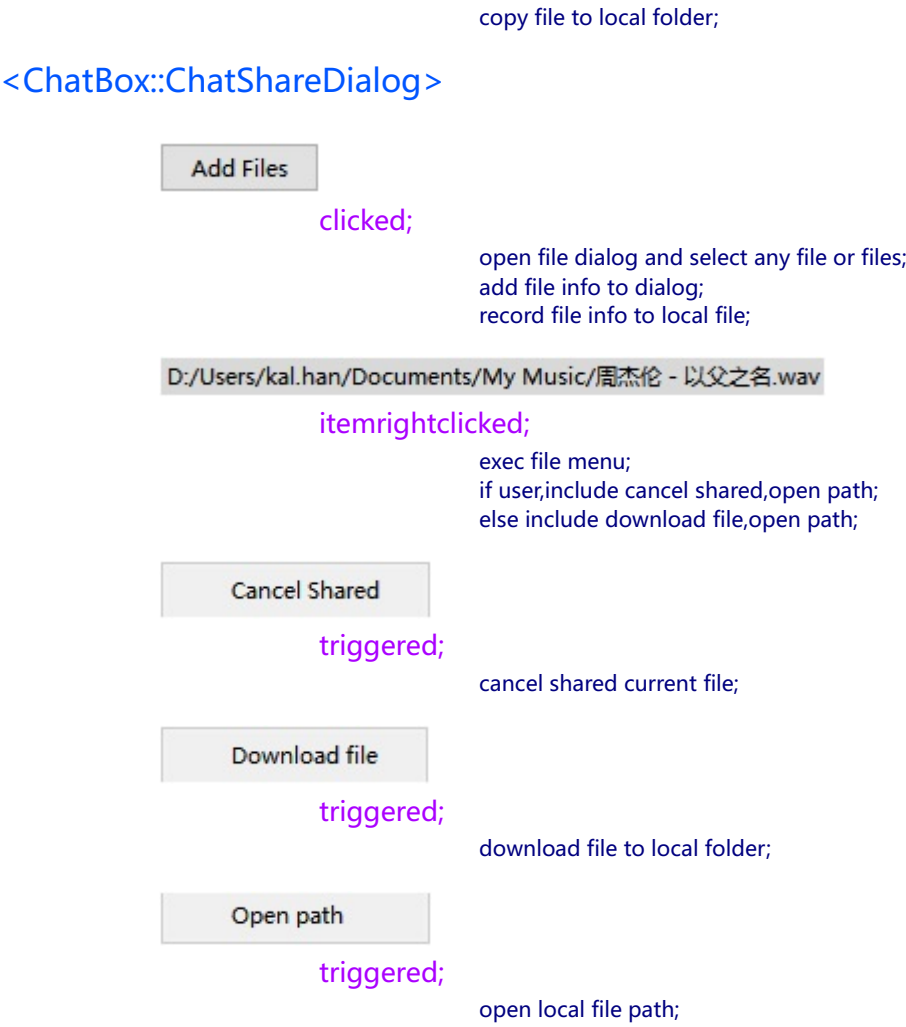 copy file to local folder;
<ChatBox::ChatShareDialog>
Add Files
clicked;
open file dialog and select any file or files;
add file info to dialog;
record file info to local file;
D:/Users/kal.han/Documents/My Music/周杰伦 - 以父之名.wav
itemrightclicked;
exec file menu;
if user,include cancel shared,open path;
else include download file,open path;
Cancel Shared
triggered;
cancel shared current file;
Download file
triggered;
download file to local folder;
Open path
triggered;
open local file path;